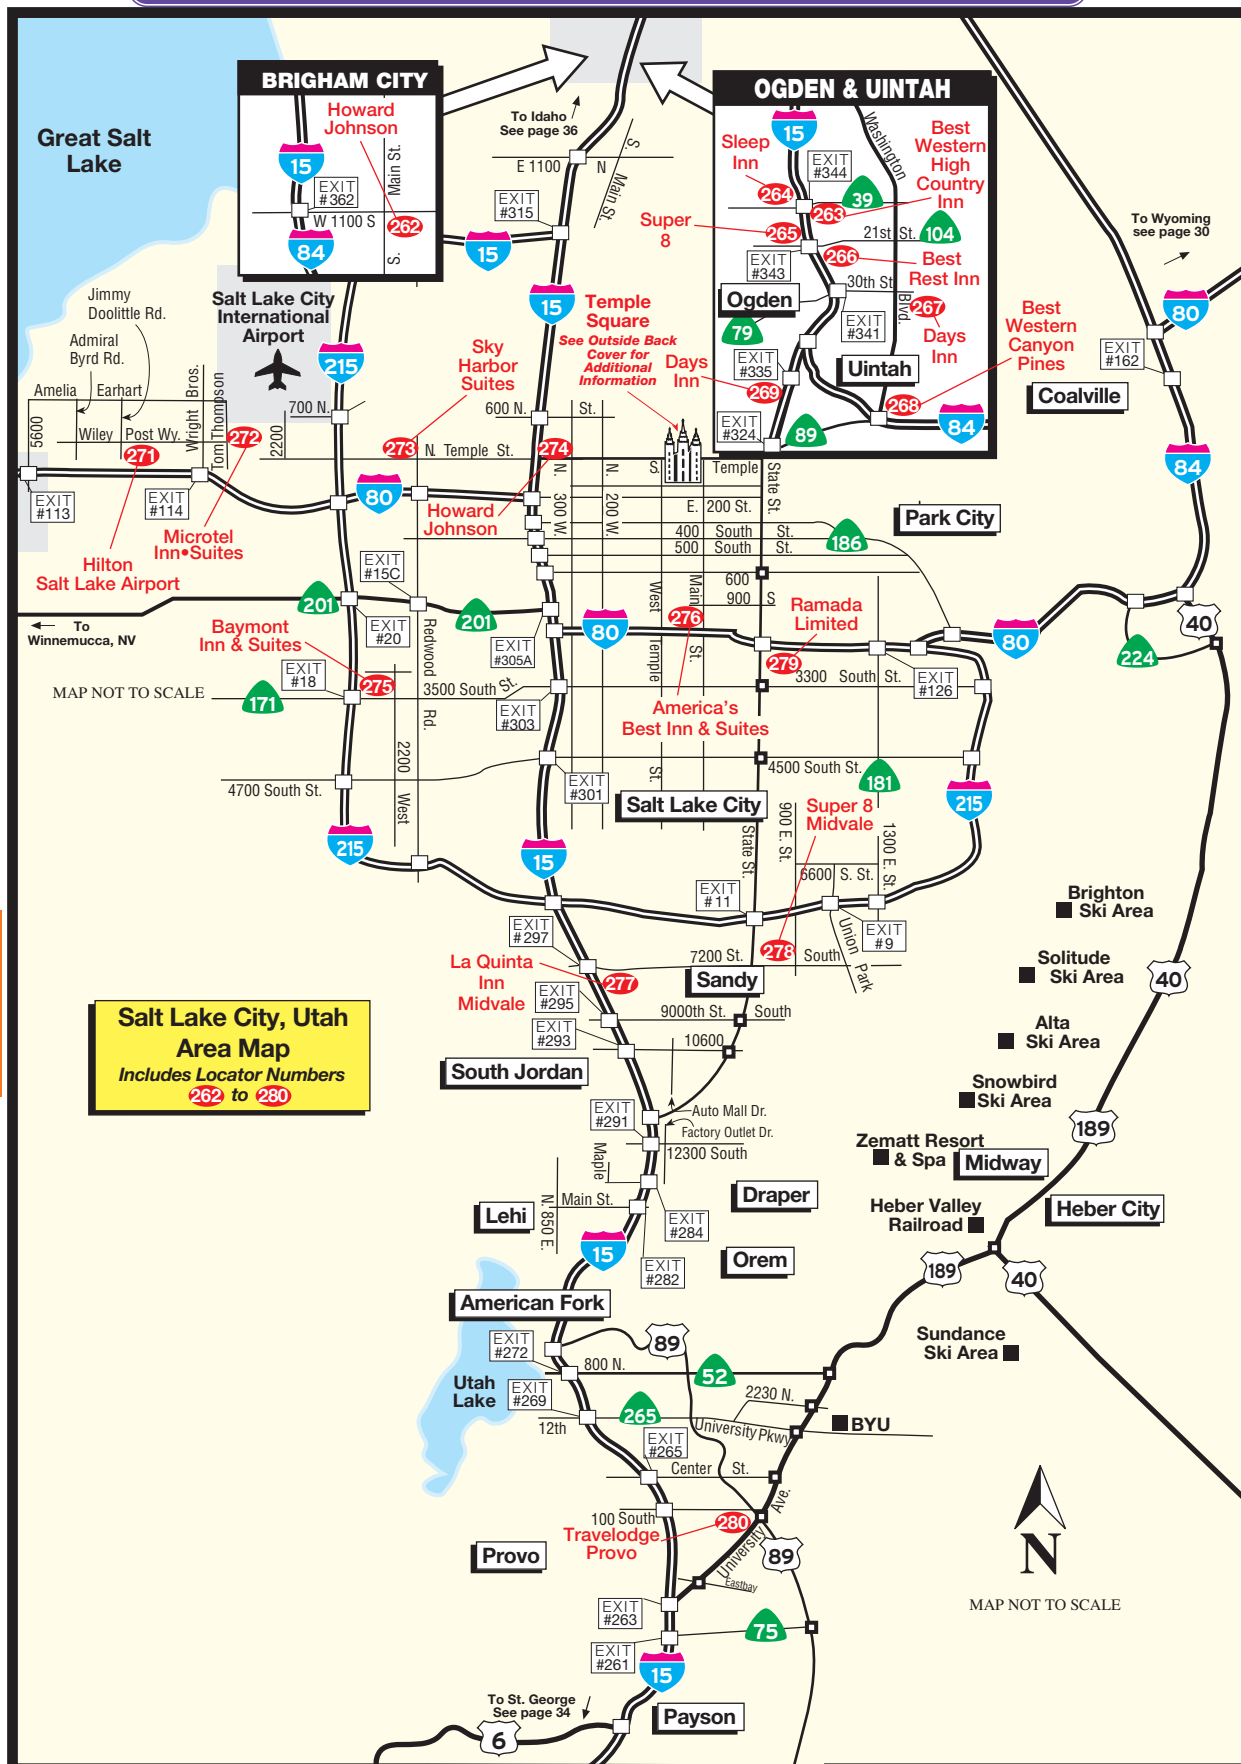 BRIGHAM CITY
Howard
Johnson
15
EXIT
#362
Main St.
W 1100 S
262
84
S.
Great Salt
Lake
To Idaho
See page 36
E 1100
N
S.
Main St.
EXIT
#315
15
15
OGDEN & UINTAH
15
Washington
Blvd.
Sleep
Inn
264
EXIT
#344
Best
Western
High
Country
Inn
39
263
Super
8
265
21st St.
104
EXIT
#343
266
Best
Rest Inn
30th St.
Ogden
267
79
EXIT
#341
Days
Inn
EXIT
#335
Uintah
Days
Inn
269
268
Best
Western
Canyon
Pines
EXIT
#324
89
84
To Wyoming
see page 30
80
EXIT
#162
Coalville
84
Salt Lake City
International
Airport
Jimmy
Doolittle Rd.
Admiral
Byrd Rd.
Amelia
Earhart
5600
Wiley
Post Wy.
Wright
Bros.
Tom Thompson
271
272
2200
700 N.
215
Sky
Harbor
Suites
Temple
Square
See Outside Back
Cover for
Additional
Information
600 N.
St.
273
N. Temple St.
274
S.
Temple
N.
300 W.
N.
200 W.
State St.
EXIT
#113
EXIT
#114
80
Howard
Johnson
Microtel
Inn•Suites
Hilton
Salt Lake Airport
E. 200 St.
400 South St.
500 South St.
186
Park City
EXIT
#15C
600
900 S
201
201
To
Winnemucca, NV
EXIT
#20
Redwood
Rd.
EXIT
#305A
80
West
Temple
St.
Main
St.
276
Ramada
Limited
279
80
40
224
Baymont
Inn & Suites
EXIT
#18
275
MAP NOT TO SCALE
171
3500 South St.
EXIT
#303
3300 South St.
EXIT
#126
America's
Best Inn & Suites
2200
West
4700 South St.
EXIT
#301
4500 South St.
181
215
Salt Lake City
215
15
State St.
900 E. St.
Super 8
Midvale
1300 E. St.
6600 S. St.
EXIT
#11
EXIT
#9
Union
Park
EXIT
#297
7200 St.
278
South
La Quinta
Inn
Midvale
277
Sandy
Brighton
Ski Area
Solitude
Ski Area
40
Alta
Ski Area
Snowbird
Ski Area
Salt Lake City, Utah
Area Map
Includes Locator Numbers
262 to 280
EXIT
#295
9000th St.
South
EXIT
#293
10600
South Jordan
EXIT
#291
Auto Mall Dr.
Factory Outlet Dr.
12300 South
189
Zematt Resort
& Spa
Midway
Maple
N. 850 E.
Main St.
Lehi
Draper
EXIT
#284
Heber Valley
Railroad
Heber City
15
EXIT
#282
Orem
189
40
American Fork
EXIT
#272
89
Sundance
Ski Area
800 N.
52
Utah
Lake
EXIT
#269
265
2230 N.
12th
University Pkwy
BYU
EXIT
#265
Center St.
100 South
280
Ave.
University
Travelodge
Provo
Provo
89
Eastbay
N
MAP NOT TO SCALE
EXIT
#263
75
EXIT
#261
15
To St. George
See page 34
Payson
6